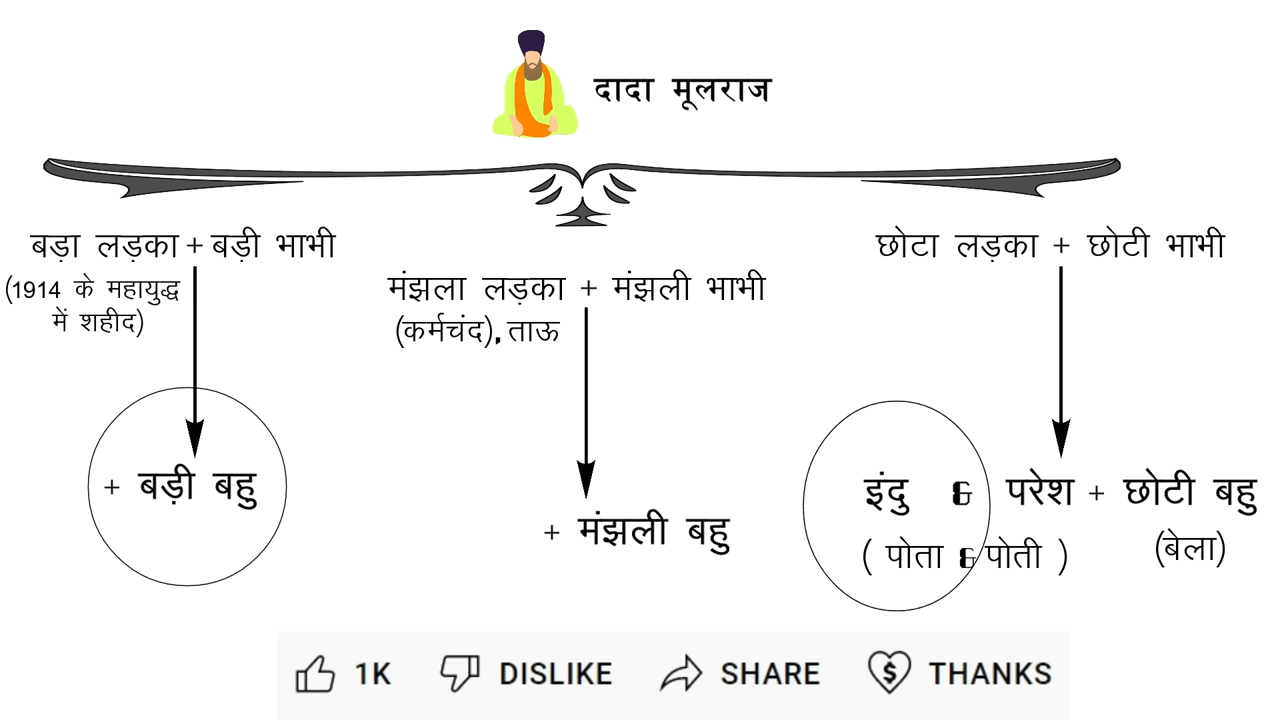 दादा मूलराज
बड़ा लड़का + बड़ी भाभी
(1914 के महायुद्ध
में शहीद)
मंझला लड़का + मंझली भाभी
(कर्मचंद), ताऊ
छोटा लड़का + छोटी भाभी
+ बड़ी बहु
+ मंझली बहु
इंदु & परेश + छोटी बहु
( पोता & पोती ) (बेला)
1K DISLIKE SHARE THANKS